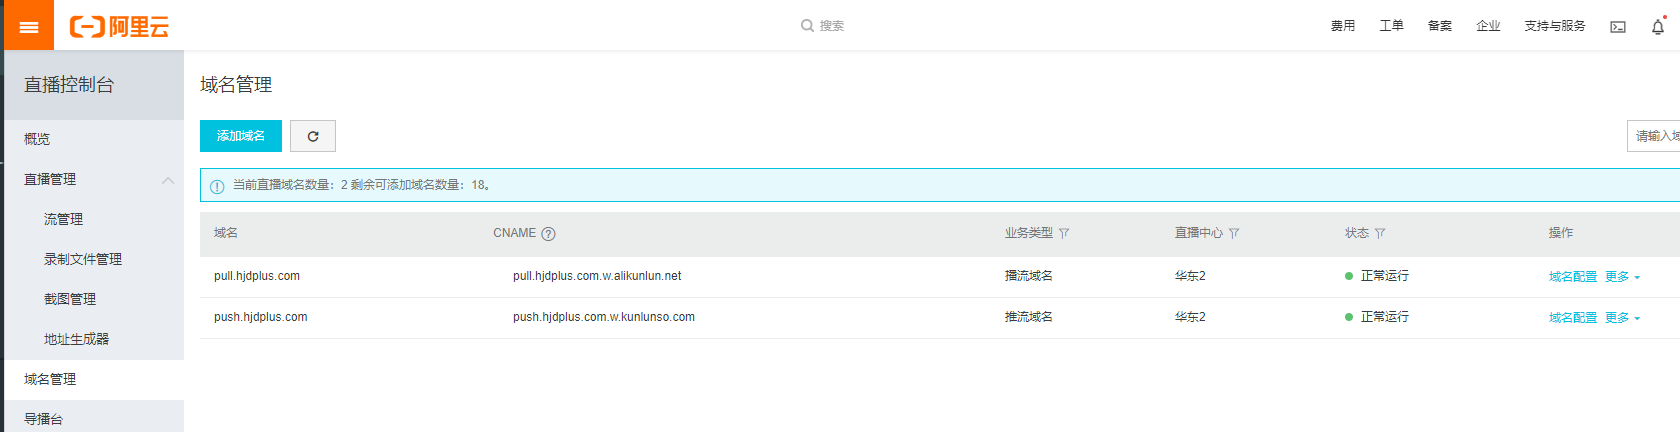 阿里云
搜索
费用 工单 备案 企业 支持与服务
直播控制台
概览
直播管理
流管理
录制文件管理
截图管理
地址生成器
域名管理
导播台
域名管理
添加域名
请输入域
当前直播域名数量：2 剩余可添加域名数量：18。
域名 CNAME 业务类型 直播中心 状态 操作
pull.hjdplus.com pull.hjdplus.com.w.alikunlun.net 播流域名 华东2 正常运行 域名配置 更多
push.hjdplus.com push.hjdplus.com.w.kunlunso.com 推流域名 华东2 正常运行 域名配置 更多